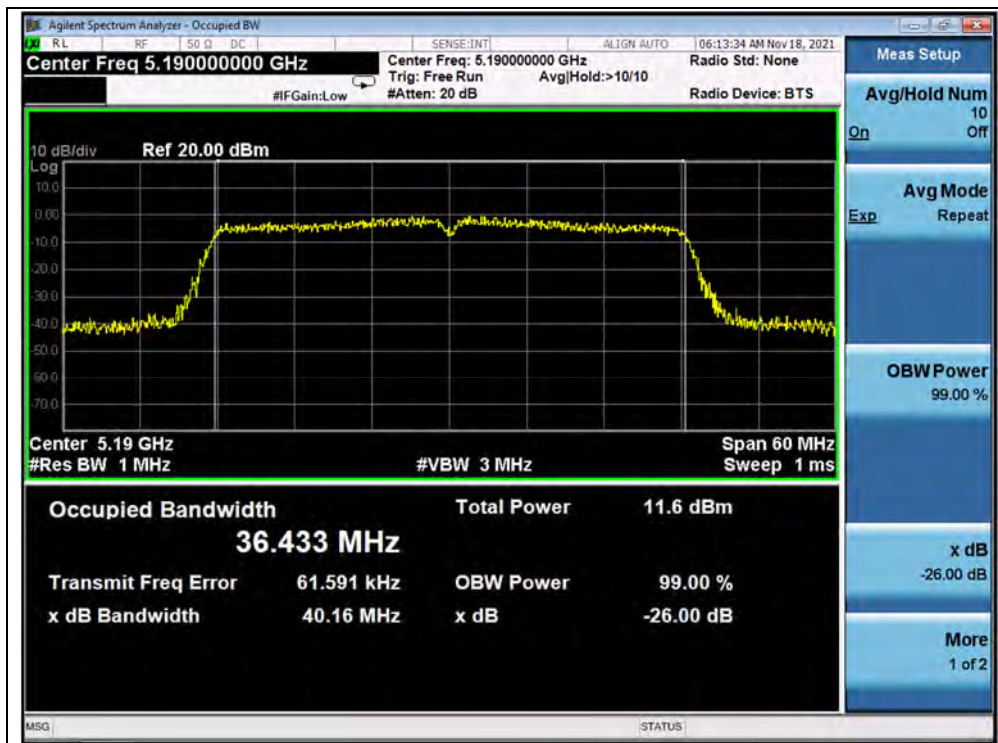 Agilent Spectrum Analyzer - Occupied BW
LXI RL RF 50 Ω DC SENSE:INT ALIGN AUTO 06:13:34 AM Nov 18, 2021
Center Freq 5.190000000 GHz
Center Freq: 5.190000000 GHz Radio Std: None
Trig: Free Run Avg|Hold:>10/10
#IFGain:Low #Atten: 20 dB Radio Device: BTS
10 dB/div Ref 20.00 dBm
Log
10.0
0.00
-10.0
-20.0
-30.0
-40.0
-50.0
-60.0
-70.0
Center 5.19 GHz Span 60 MHz
#Res BW 1 MHz #VBW 3 MHz Sweep 1 ms
Occupied Bandwidth Total Power 11.6 dBm
36.433 MHz
Transmit Freq Error 61.591 kHz OBW Power 99.00 %
x dB Bandwidth 40.16 MHz x dB -26.00 dB
MSG STATUS
Meas Setup
Avg/Hold Num
10
On Off
Avg Mode
Exp Repeat
OBW Power
99.00 %
x dB
-26.00 dB
More
1 of 2